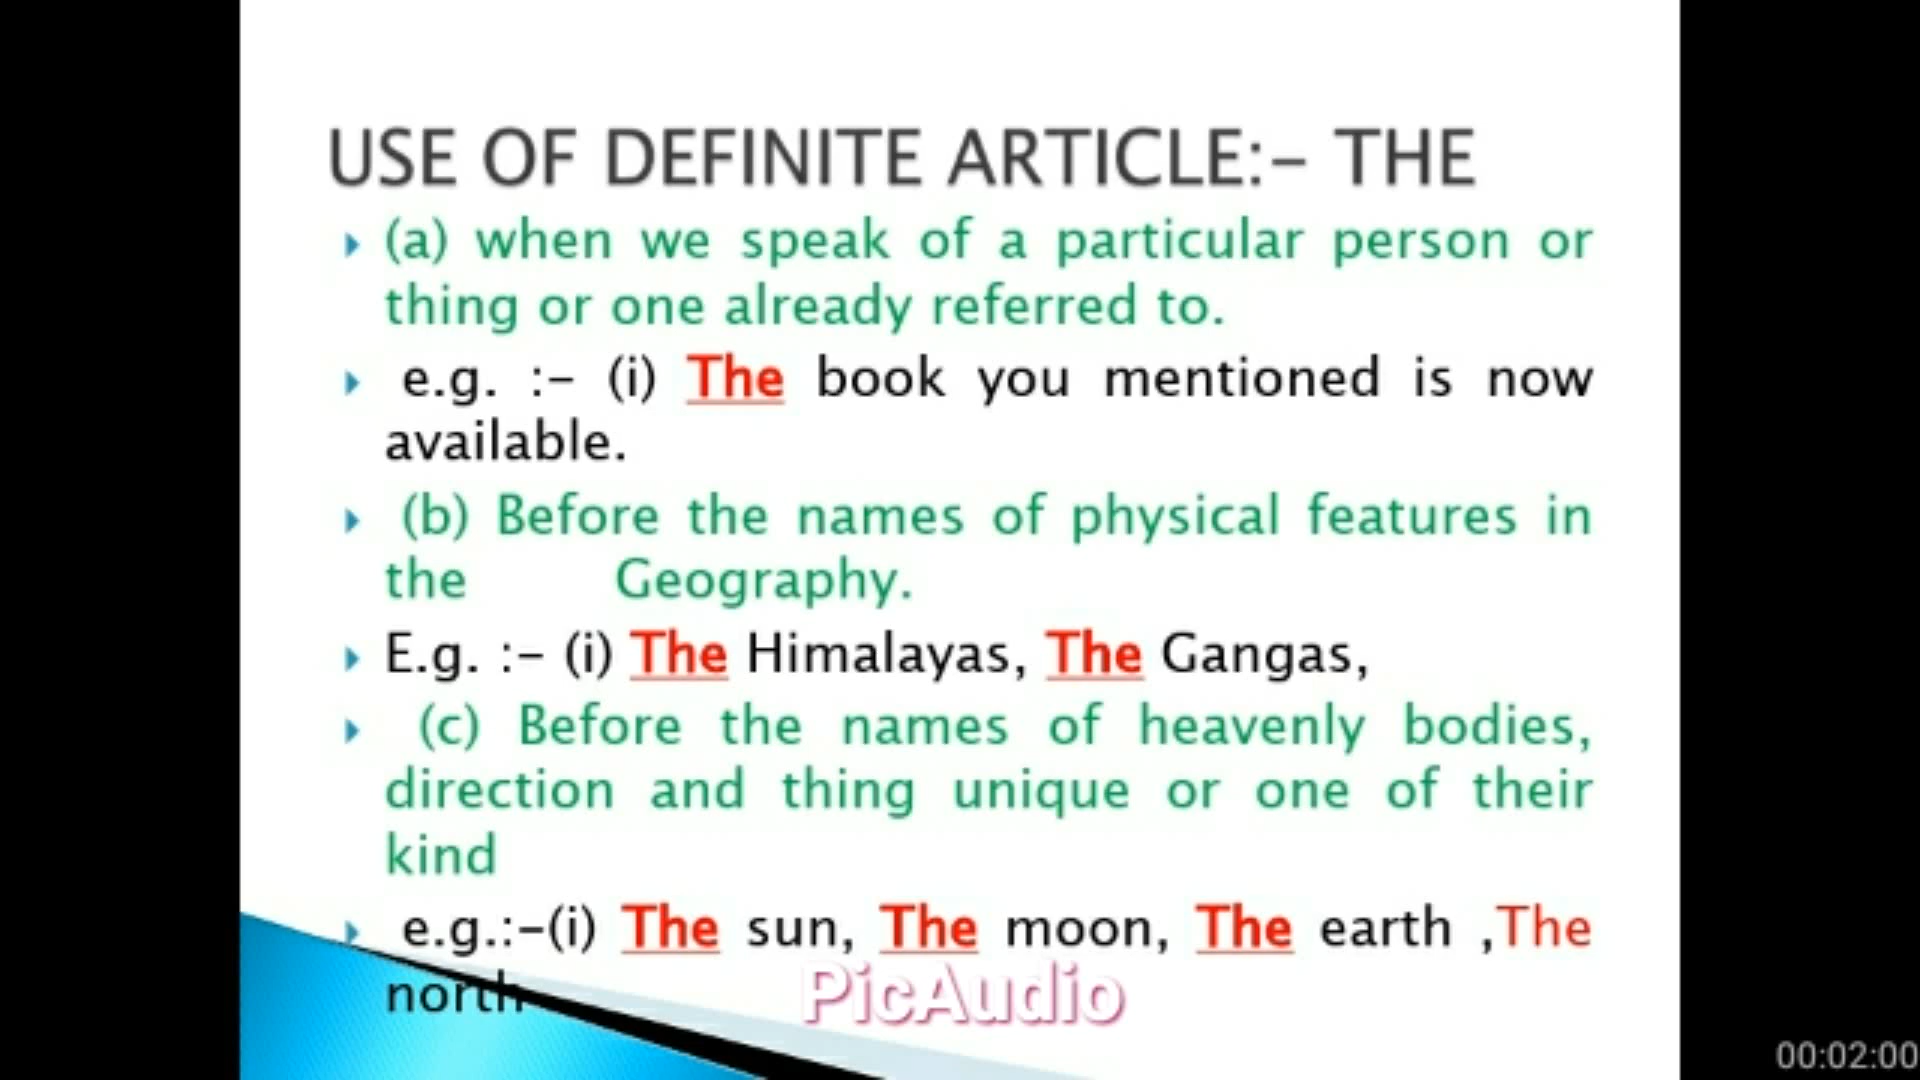 USE OF DEFINITE ARTICLE:- THE
(a) when we speak of a particular person or
thing or one already referred to.
e.g. :- (i) The book you mentioned is now
available.
(b) Before the names of physical features in
the Geography.
E.g. :- (i) The Himalayas, The Gangas,
(c) Before the names of heavenly bodies,
direction and thing unique or one of their
kind
e.g.:-(i) The sun, The moon, The earth ,The
north
PicAudio
00:02:00